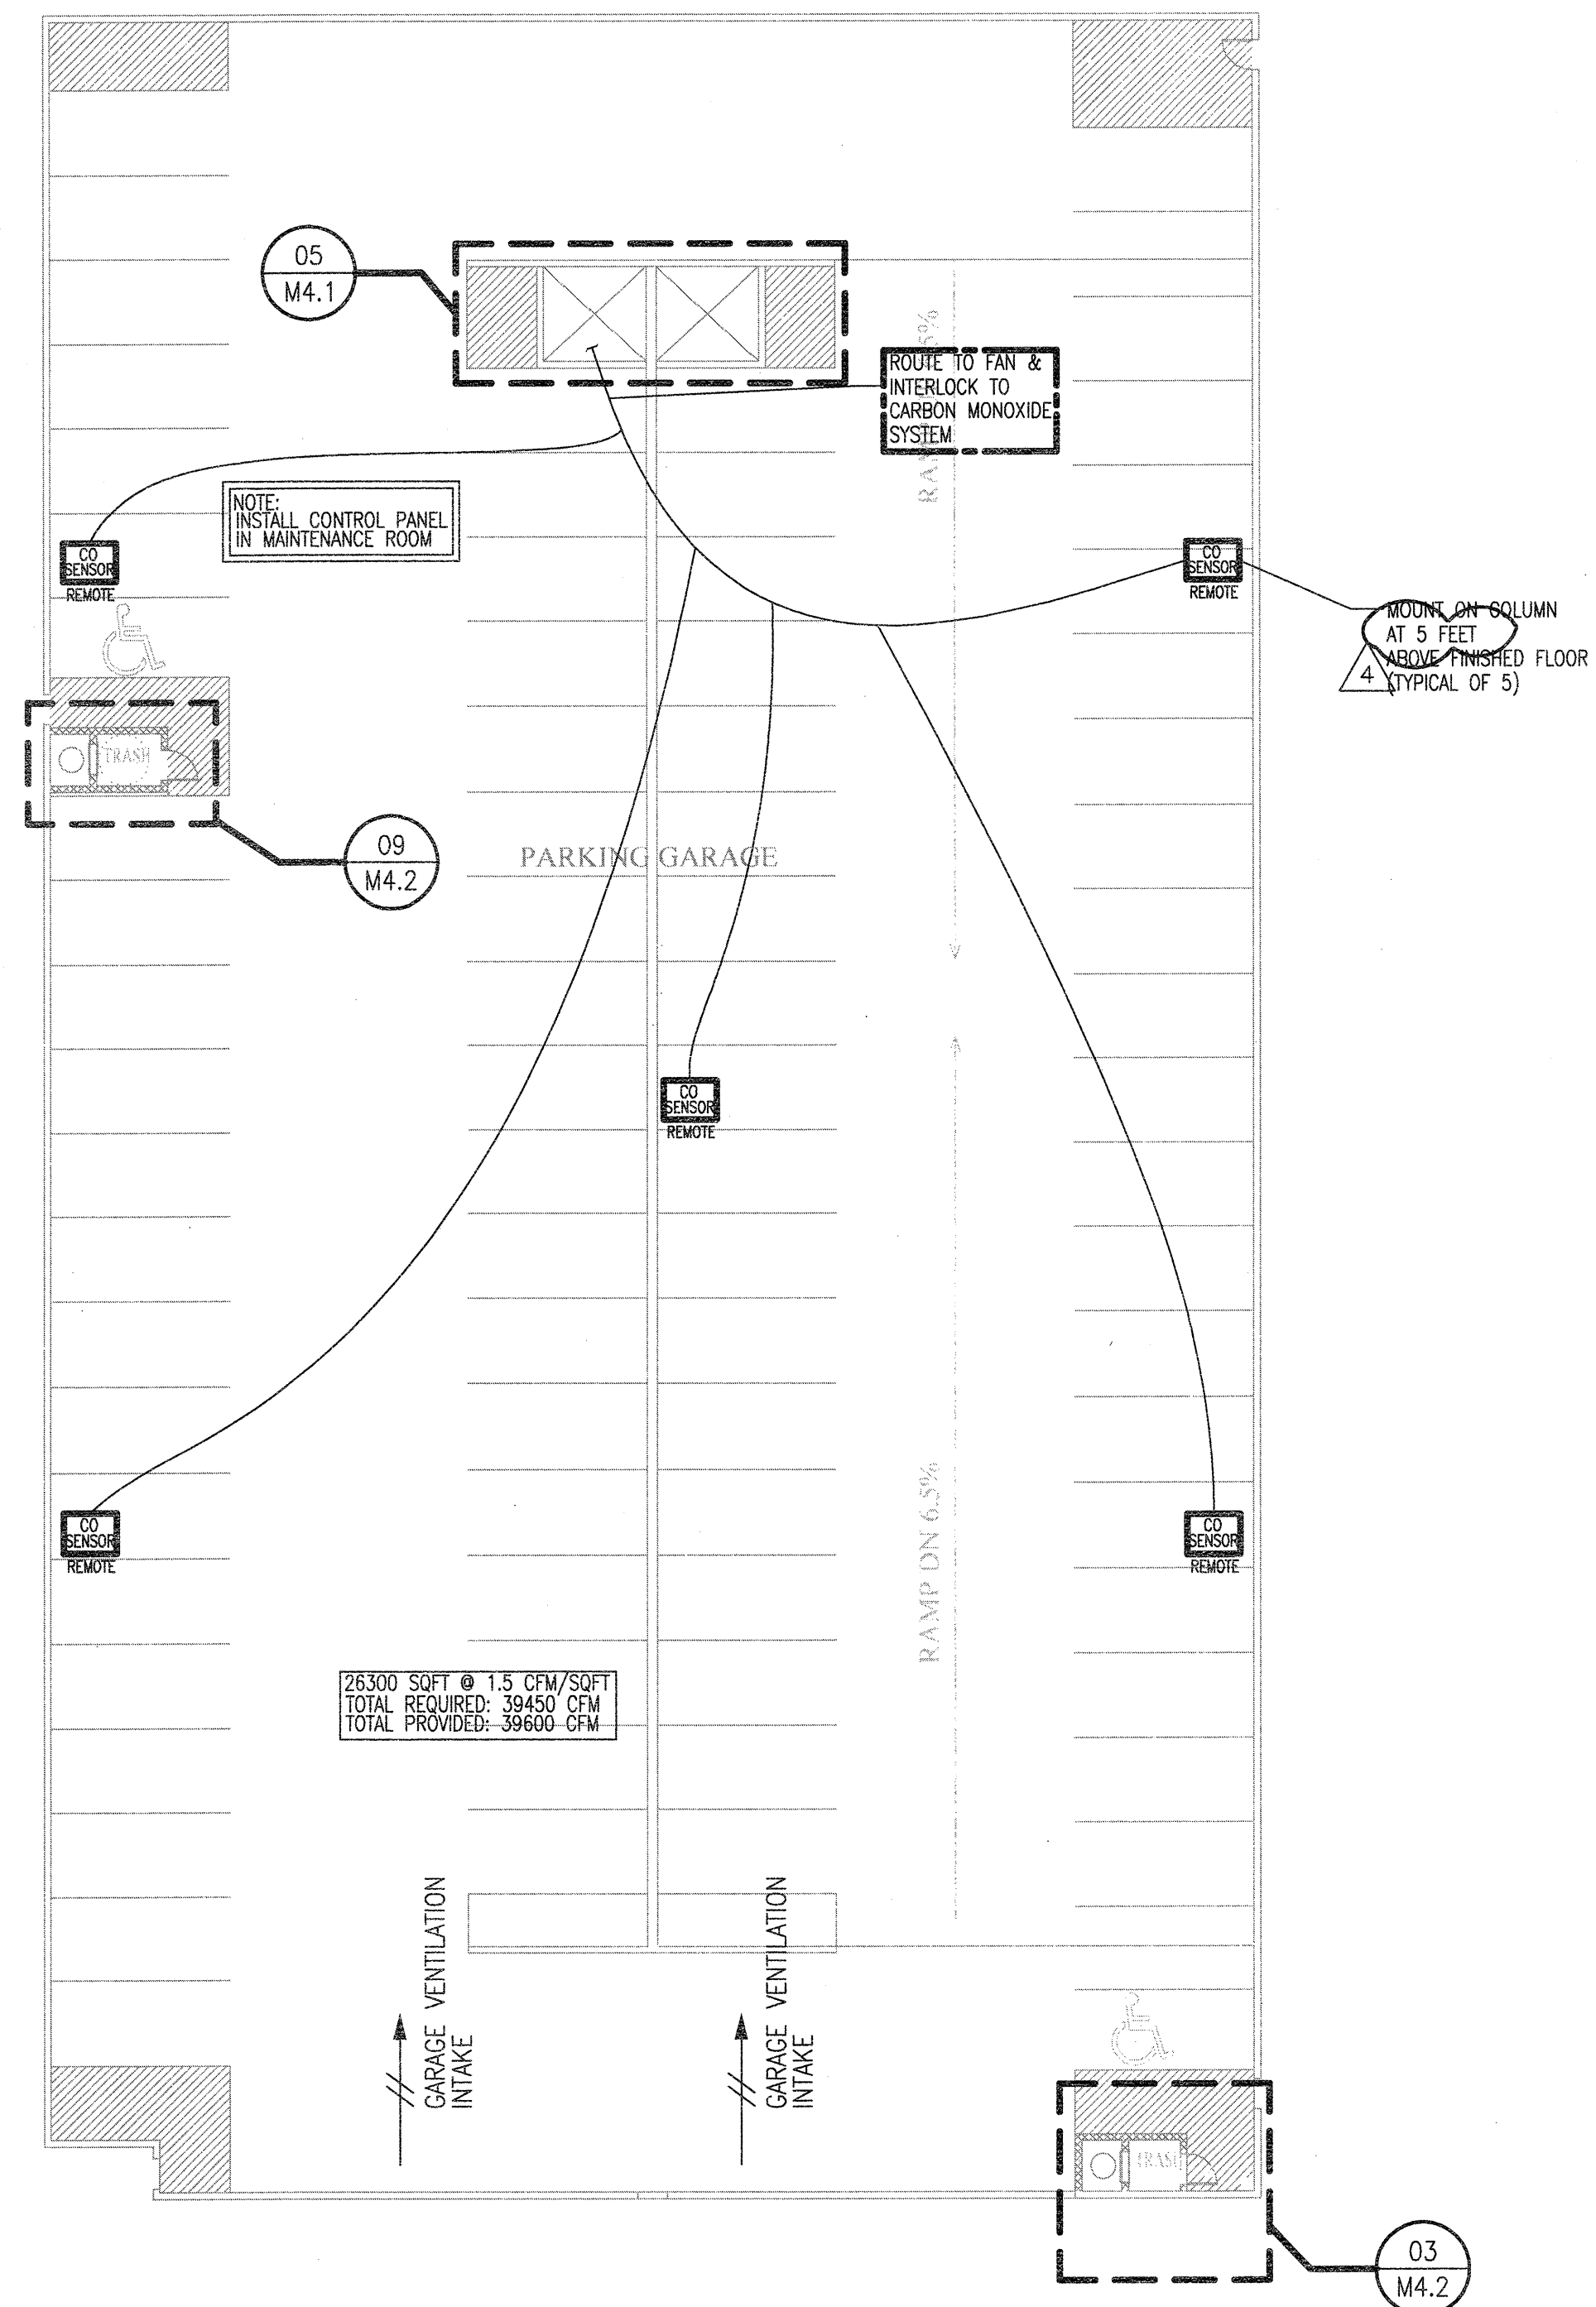 05
M4.1
ROUTE TO FAN &
INTERLOCK TO
CARBON MONOXIDE
SYSTEM
NOTE:
INSTALL CONTROL PANEL
IN MAINTENANCE ROOM
CO
SENSOR
REMOTE
CO
SENSOR
REMOTE
MOUNT ON COLUMN
AT 5 FEET
ABOVE FINISHED FLOOR
(TYPICAL OF 5)
4
TRASH
09
M4.2
PARKING GARAGE
CO
SENSOR
REMOTE
CO
SENSOR
REMOTE
CO
SENSOR
REMOTE
RAMP DN 6.5%
26300 SQFT @ 1.5 CFM/SQFT
TOTAL REQUIRED: 39450 CFM
TOTAL PROVIDED: 39600 CFM
GARAGE VENTILATION
INTAKE
GARAGE VENTILATION
INTAKE
TRASH
03
M4.2